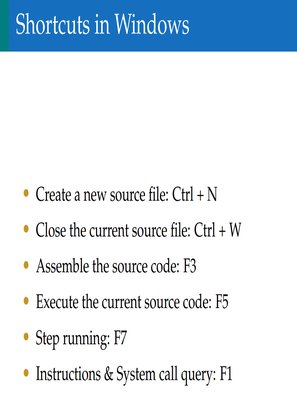 Shortcuts in Windows
• Create a new source file: Ctrl + N
• Close the current source file: Ctrl + W
• Assemble the source code: F3
• Execute the current source code: F5
• Step running: F7
• Instructions & System call query: F1